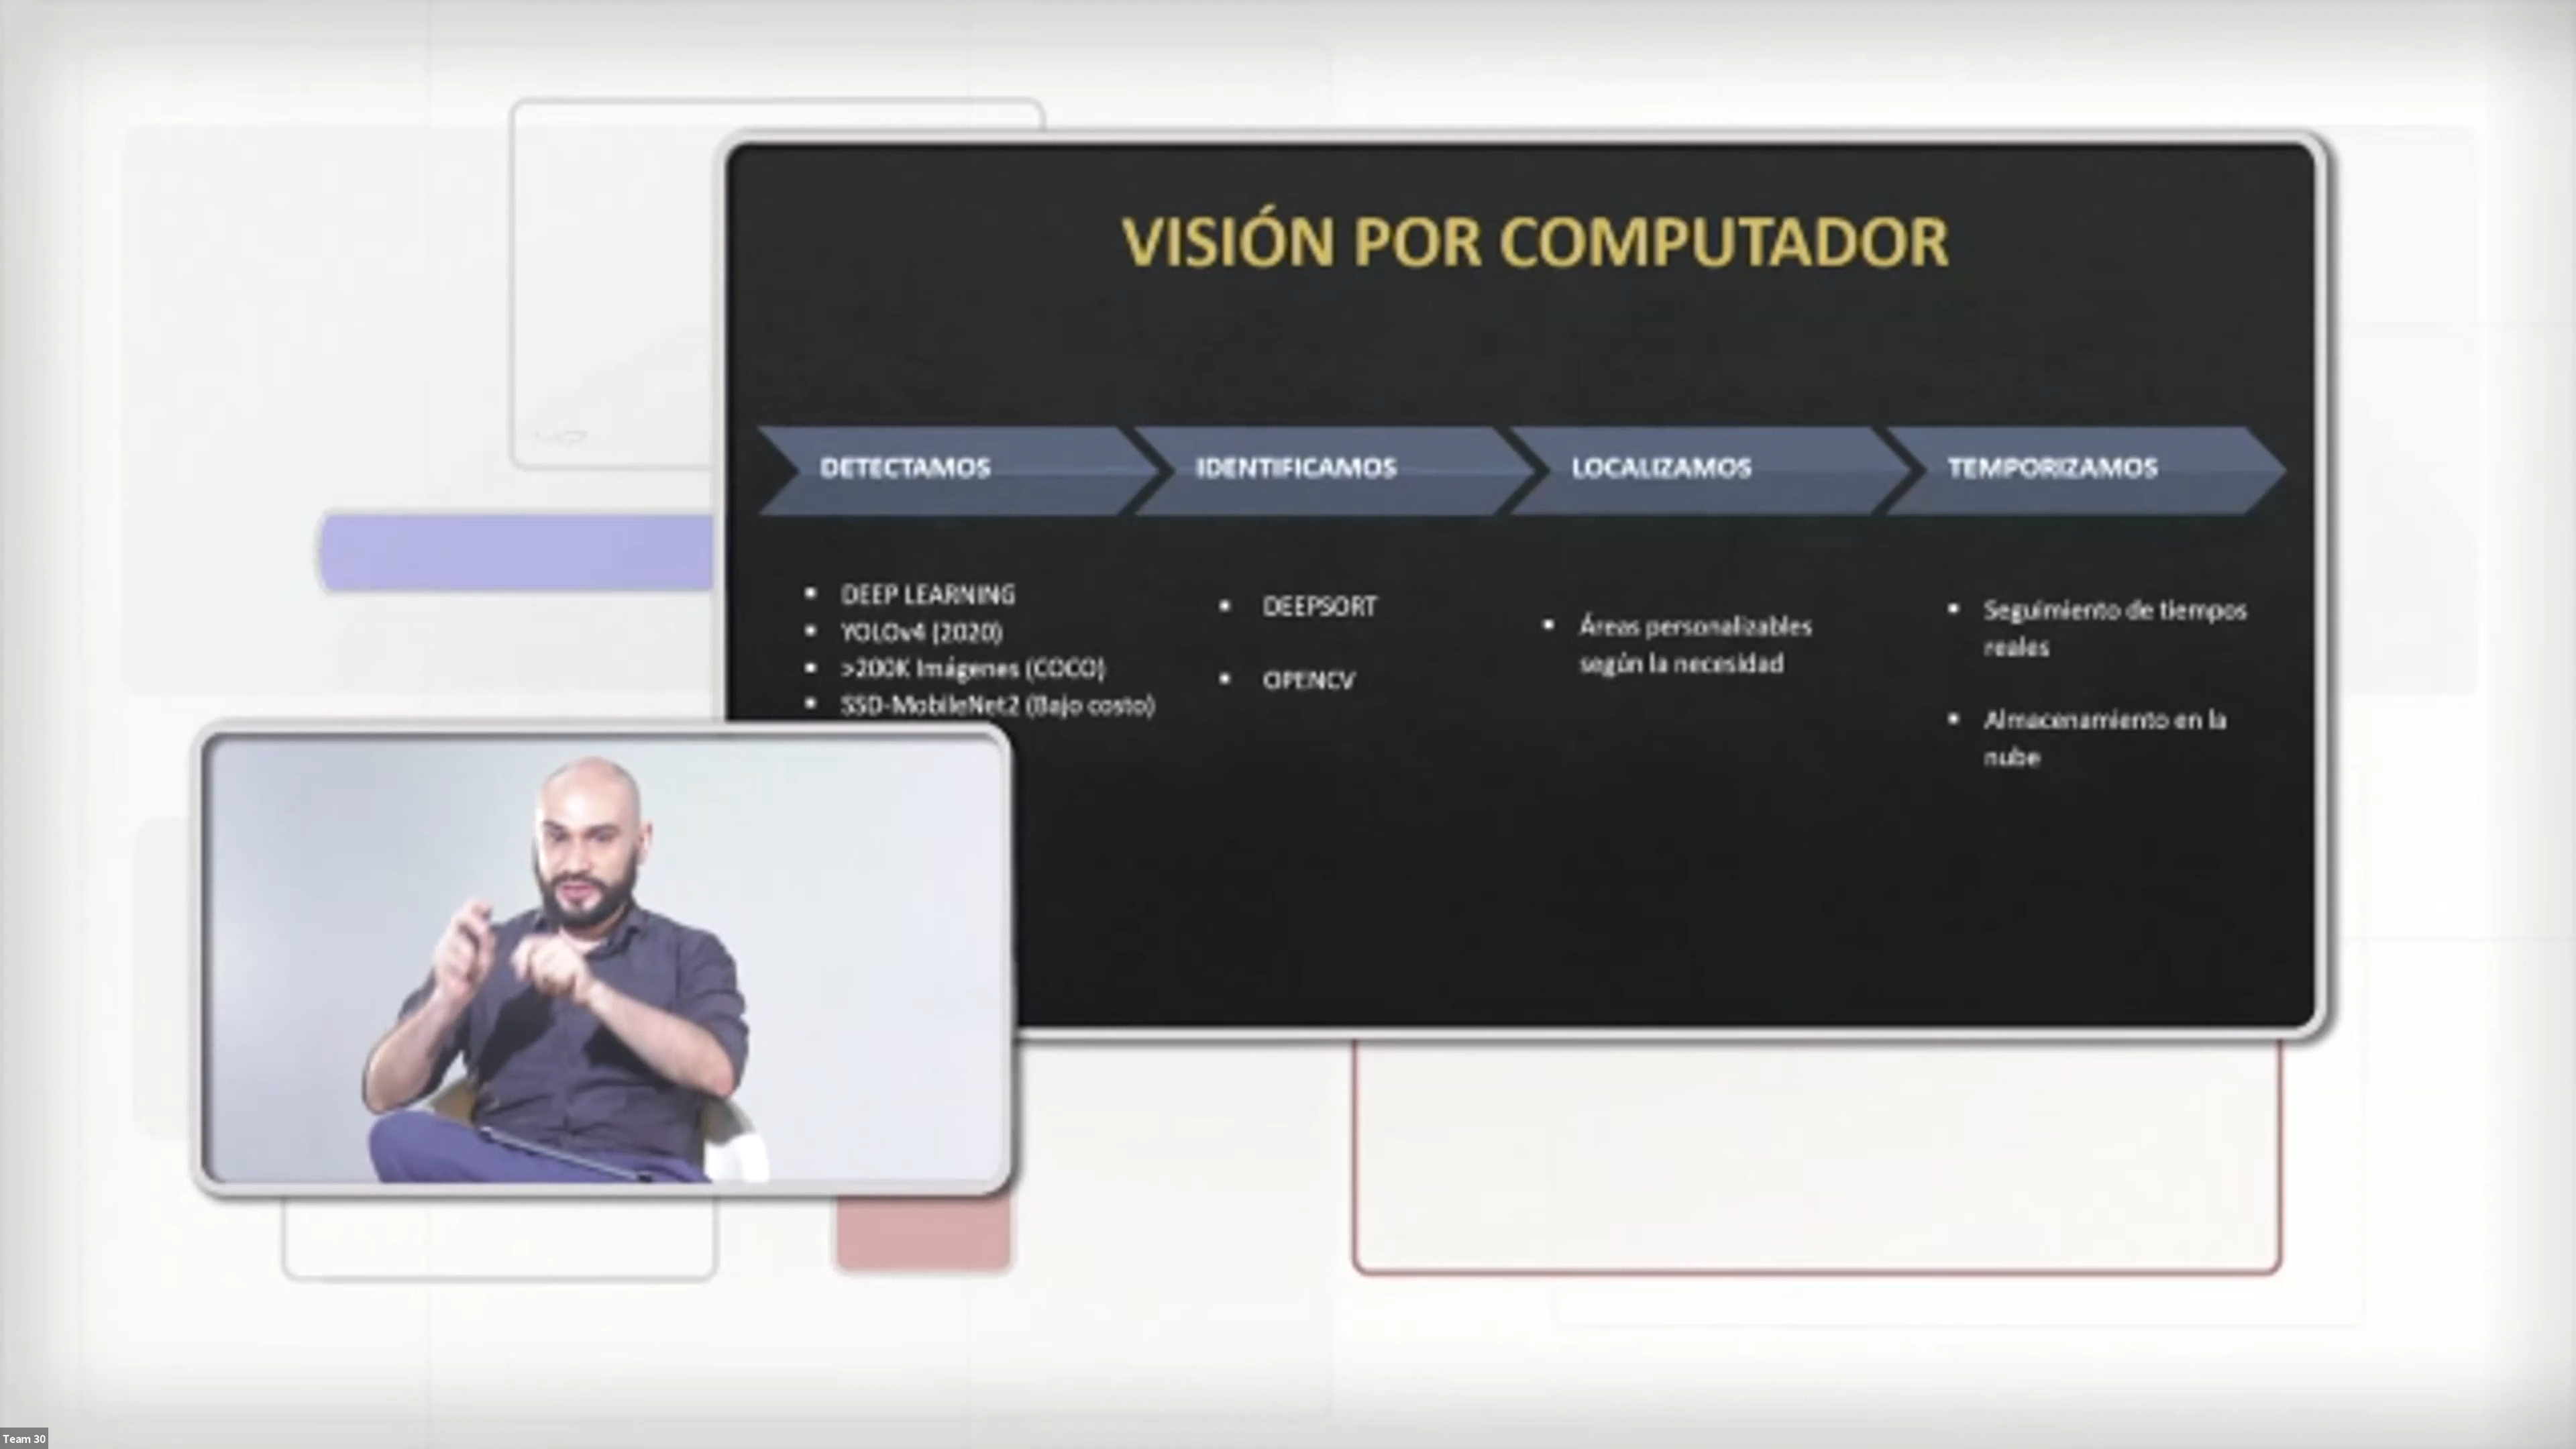 VISIÓN POR COMPUTADOR
DETECTAMOS
IDENTIFICAMOS
LOCALIZAMOS
TEMPORIZAMOS
▪ DEEP LEARNING
▪ YOLOv4 (2020)
▪ >200K Imágenes (COCO)
▪ SSD-MobileNet2 (Bajo costo)
▪ DEEPSORT
▪ OPENCV
▪ Áreas personalizables
según la necesidad
▪ Seguimiento de tiempos
reales
▪ Almacenamiento en la
nube
Team 30